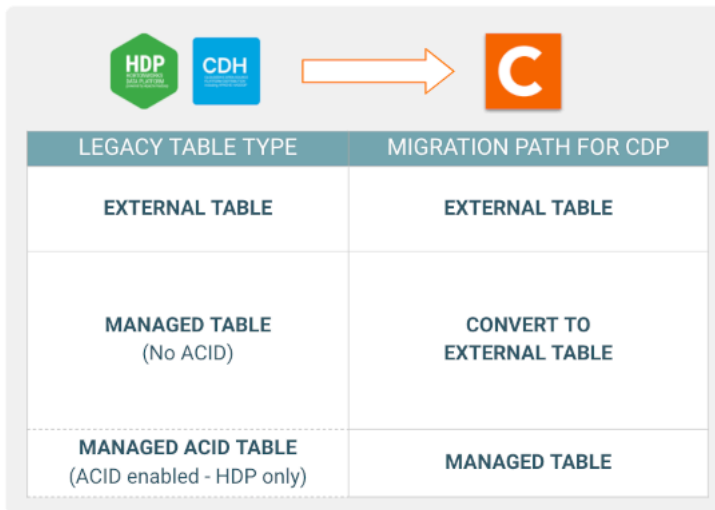 HDP
CDH
LEGACY TABLE TYPE
MIGRATION PATH FOR CDP
EXTERNAL TABLE
EXTERNAL TABLE
MANAGED TABLE
(No ACID)
CONVERT TO
EXTERNAL TABLE
MANAGED ACID TABLE
(ACID enabled - HDP only)
MANAGED TABLE